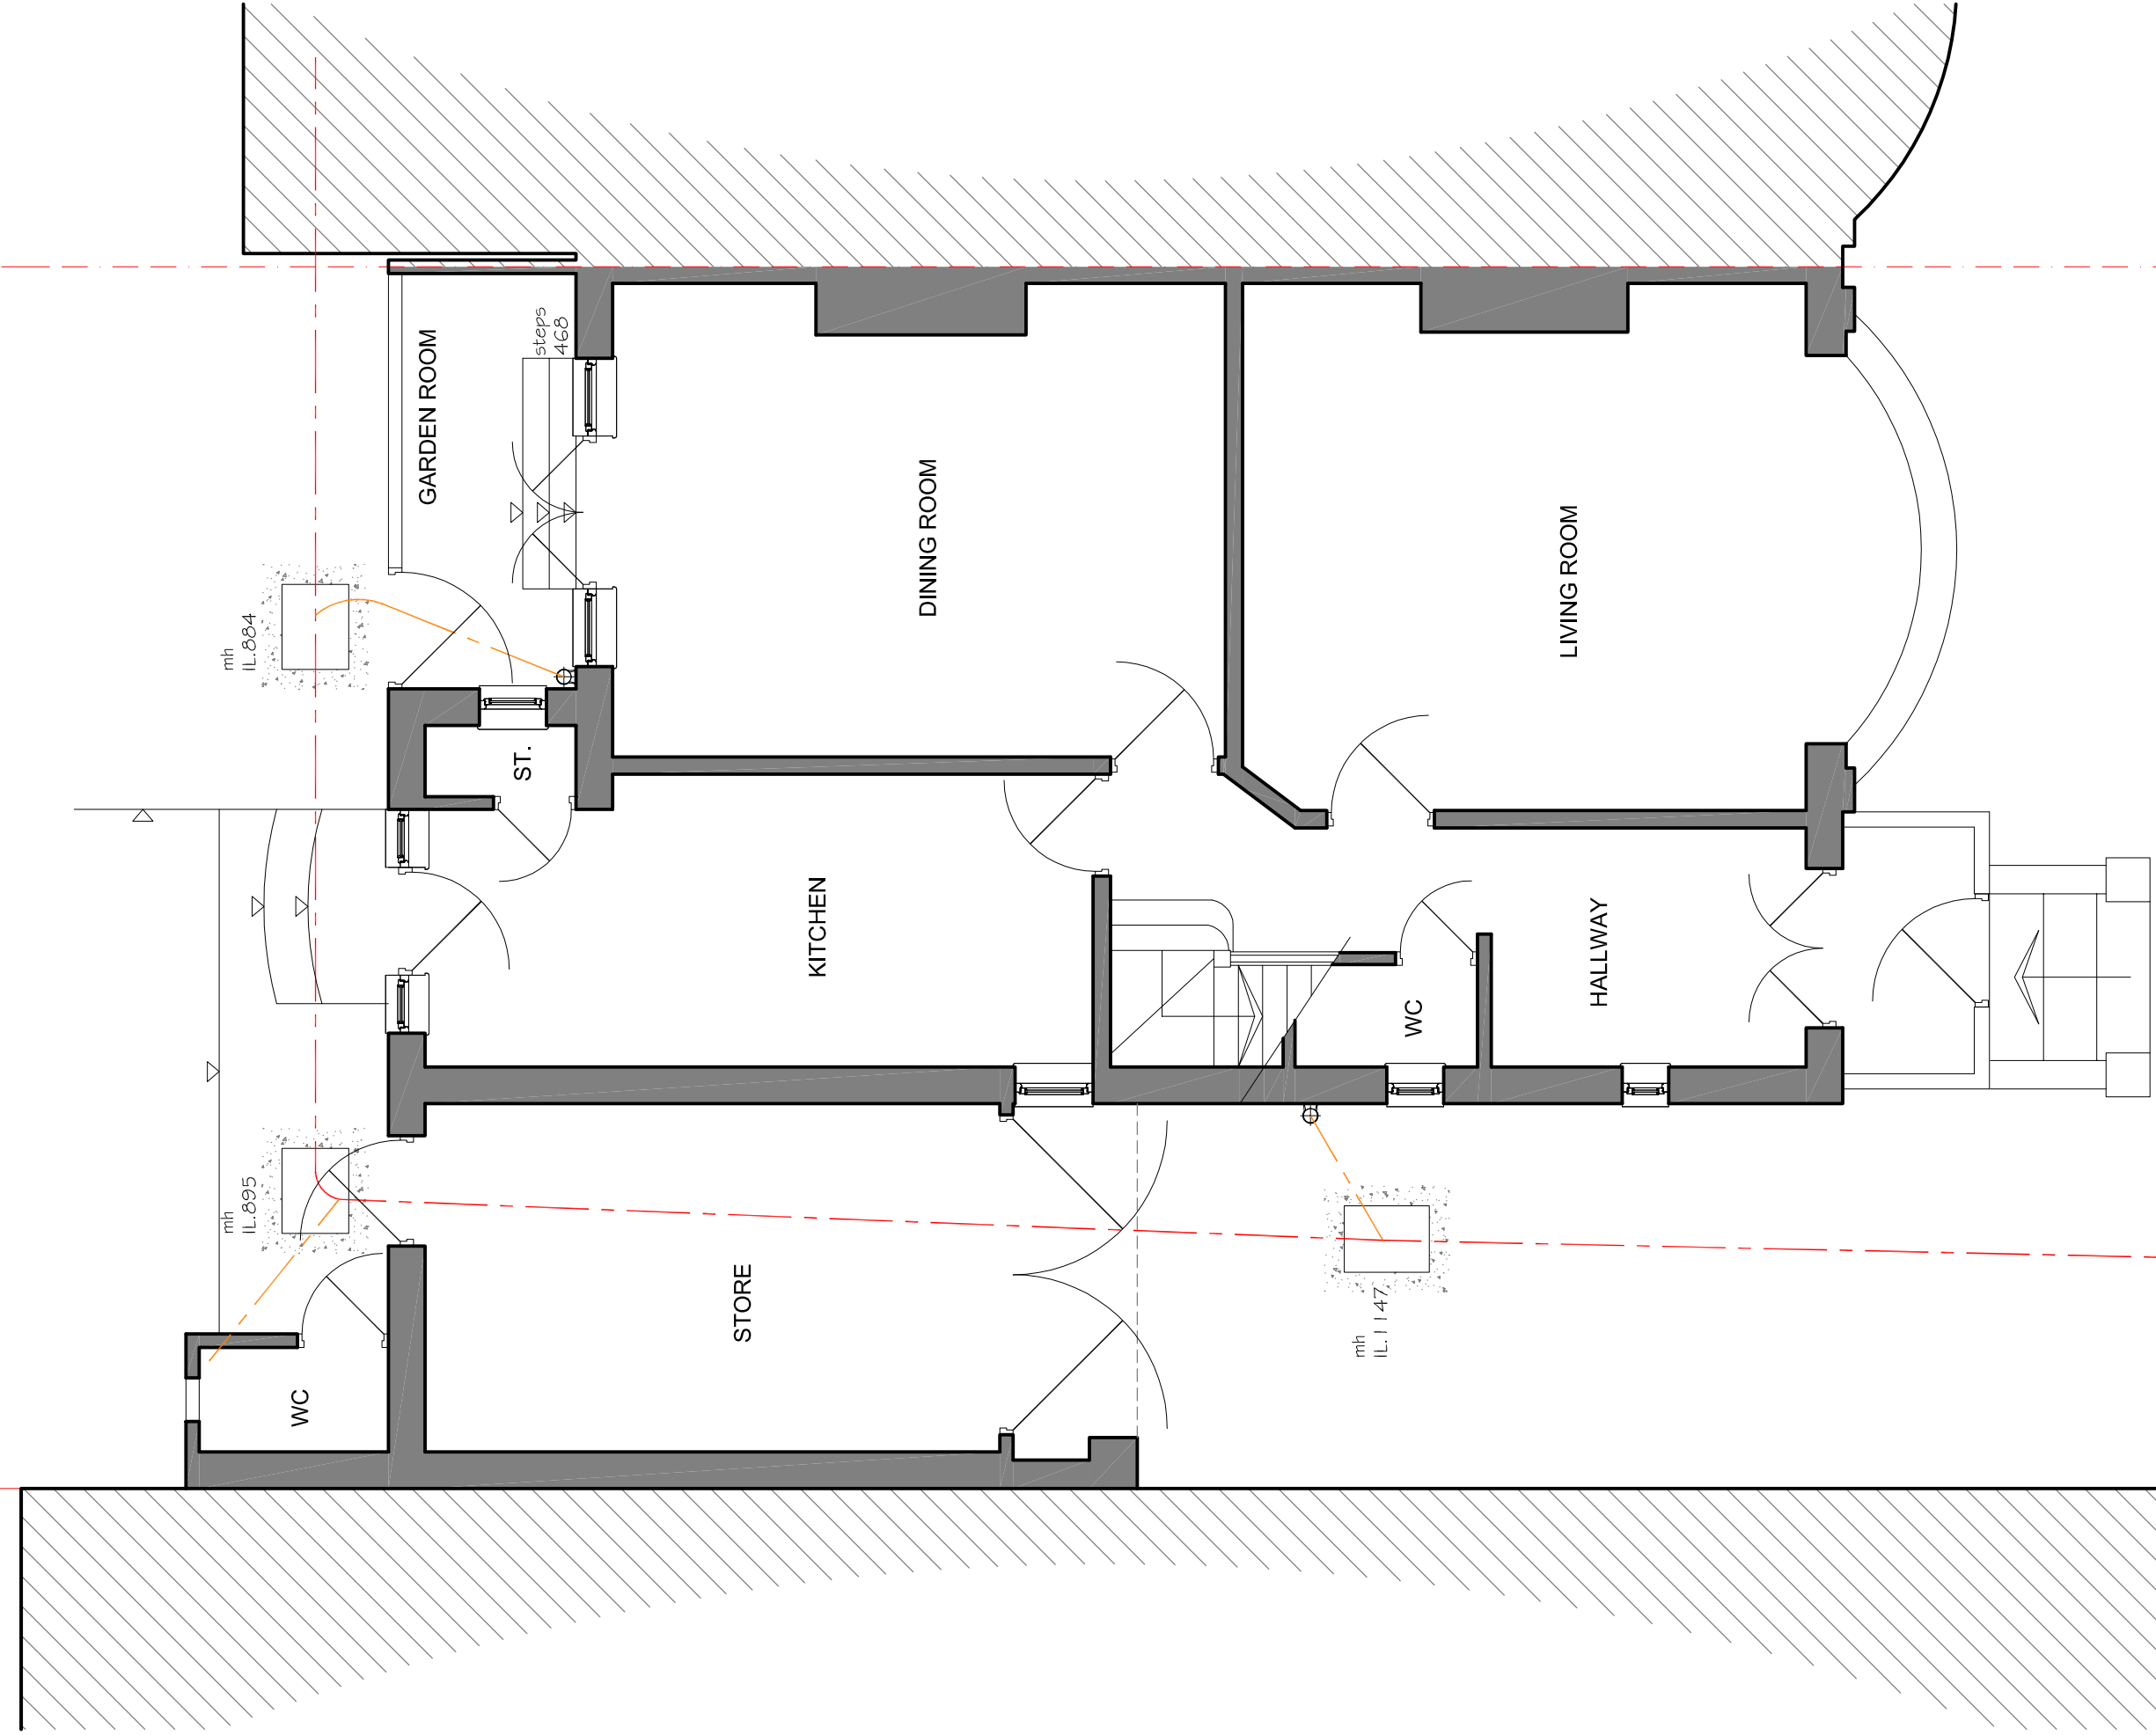 GARDEN ROOM
steps
468
DINING ROOM
LIVING ROOM
mh
IL.884
ST.
KITCHEN
HALLWAY
WC
mh
IL.895
STORE
mh
IL.1147
WC